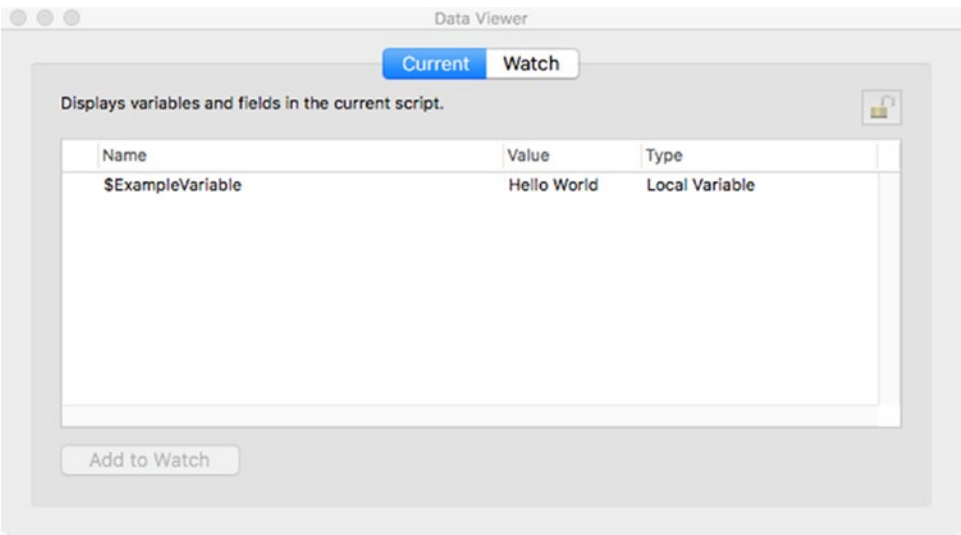 Data Viewer
Current Watch
Displays variables and fields in the current script.
Name Value Type
$ExampleVariable Hello World Local Variable
Add to Watch